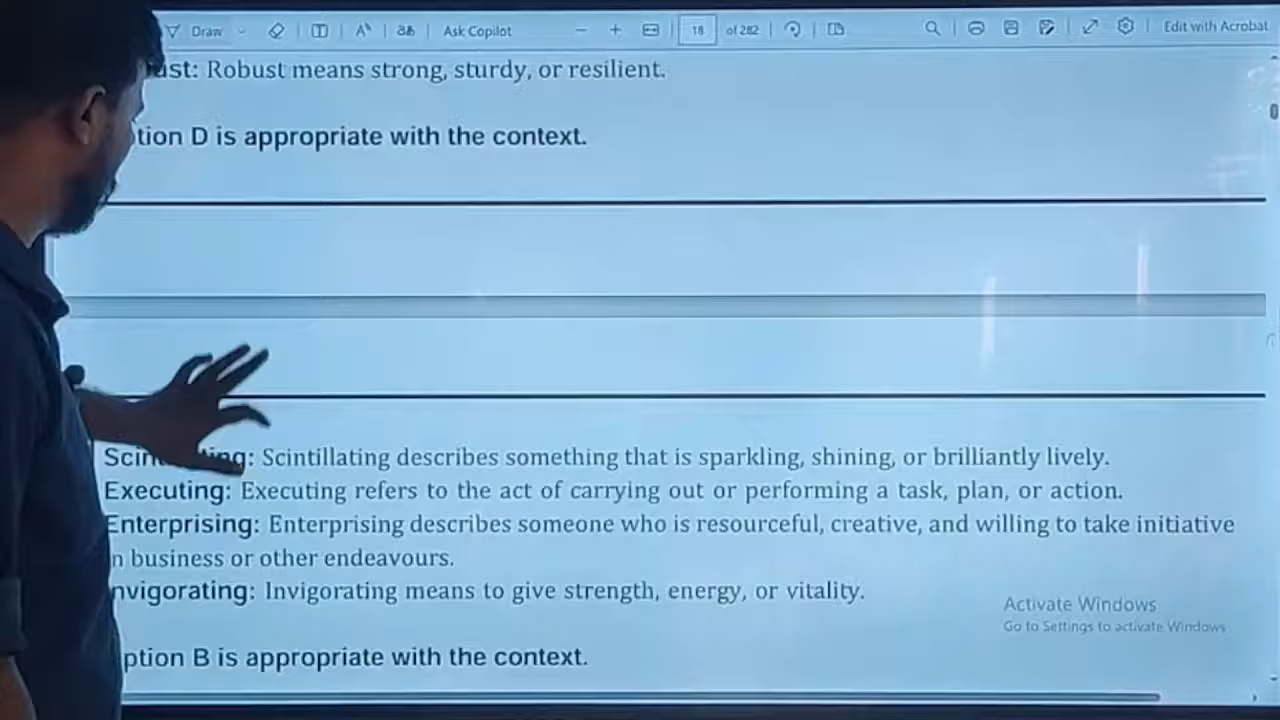 Draw aあ Ask Copilot 18 of 282 Edit with Acrobat
ust: Robust means strong, sturdy, or resilient.
tion D is appropriate with the context.
Scintillating: Scintillating describes something that is sparkling, shining, or brilliantly lively.
Executing: Executing refers to the act of carrying out or performing a task, plan, or action.
Enterprising: Enterprising describes someone who is resourceful, creative, and willing to take initiative
n business or other endeavours.
nvigorating: Invigorating means to give strength, energy, or vitality.
Activate Windows
Go to Settings to activate Windows
ption B is appropriate with the context.